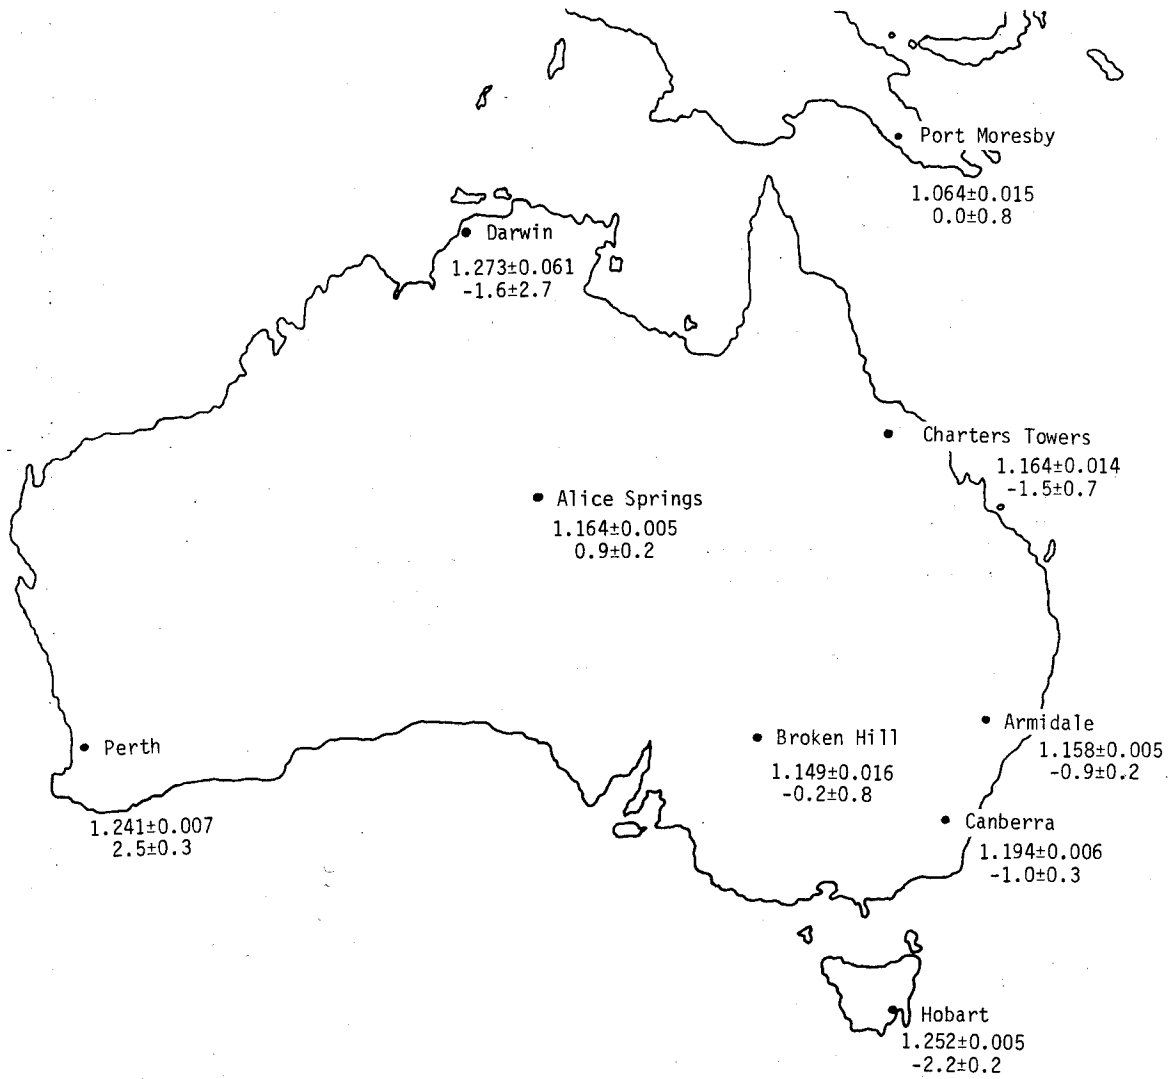 Port Moresby
1.064±0.015
0.0±0.8
Darwin
1.273±0.061
-1.6±2.7
Charters Towers
1.164±0.014
-1.5±0.7
Alice Springs
1.164±0.005
0.9±0.2
Armidale
1.158±0.005
-0.9±0.2
Broken Hill
1.149±0.016
-0.2±0.8
Perth
1.241±0.007
2.5±0.3
Canberra
1.194±0.006
-1.0±0.3
Hobart
1.252±0.005
-2.2±0.2